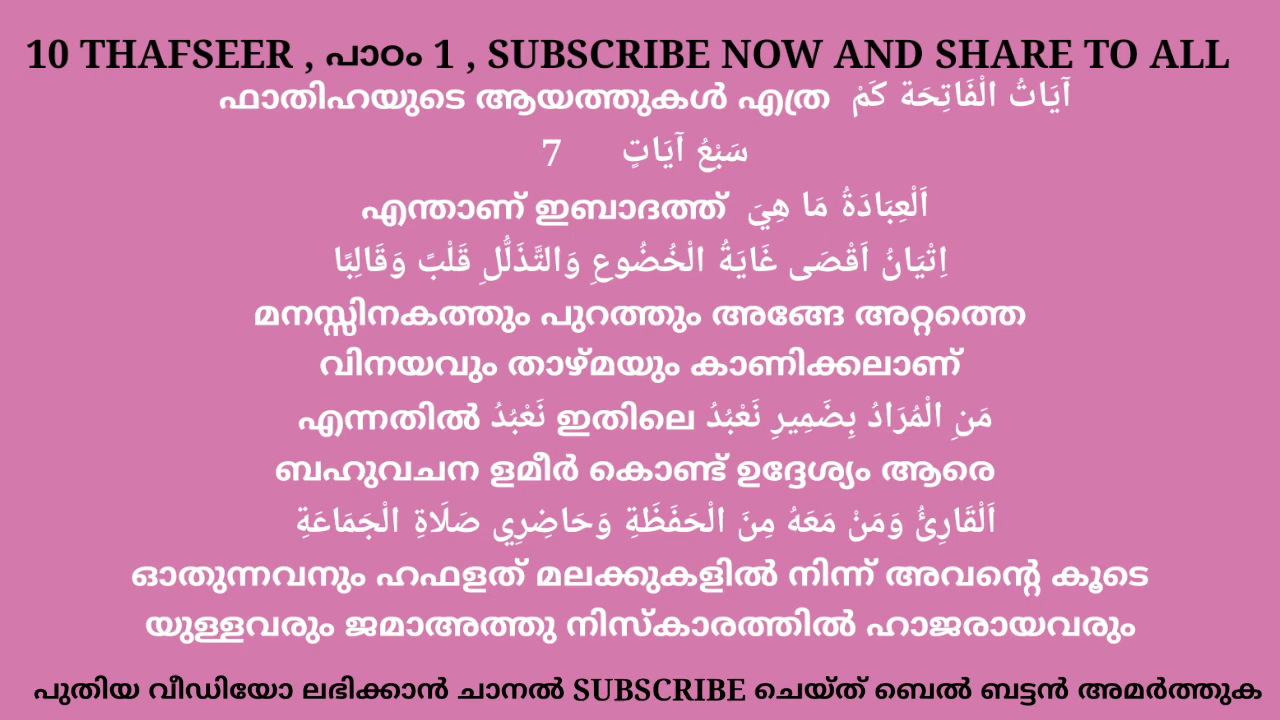 10 THAFSEER , പാഠം 1 , SUBSCRIBE NOW AND SHARE TO ALL
ഫാതിഹയുടെ ആയത്തുകൾ എത്ര آيَاتُ الْفَاتِحَة كَمْ
7 سَبْعُ آيَاتٍ
എന്താണ് ഇബാദത്ത് اَلْعِبَادَةُ مَا هِيَ
اِتْيَانُ اَقْصَى غَايَةُ الْخُضُوعِ وَالتَّذَلُّلِ قَلْبًا وَقَالِبًا
മനസ്സിനകത്തും പുറത്തും അങ്ങേ അറ്റത്തെ
വിനയവും താഴ്മയും കാണിക്കലാണ്
എന്നതിൽ نَعْبُدُ ഇതിലെ مَنِ الْمُرَادُ بِضَمِيرِ نَعْبُدُ
ബഹുവചന ളമീർ കൊണ്ട് ഉദ്ദേശ്യം ആരെ
اَلْقَارِئُ وَمَنْ مَعَهُ مِنَ الْحَفَظَةِ وَحَاضِرِي صَلَاةِ الْجَمَاعَةِ
ഓതുന്നവനും ഹഫളത് മലക്കുകളിൽ നിന്ന് അവന്റെ കൂടെ
യുള്ളവരും ജമാഅത്തു നിസ്കാരത്തിൽ ഹാജരായവരും
പുതിയ വീഡിയോ ലഭിക്കാൻ ചാനൽ SUBSCRIBE ചെയ്ത് ബെൽ ബട്ടൻ അമർത്തുക